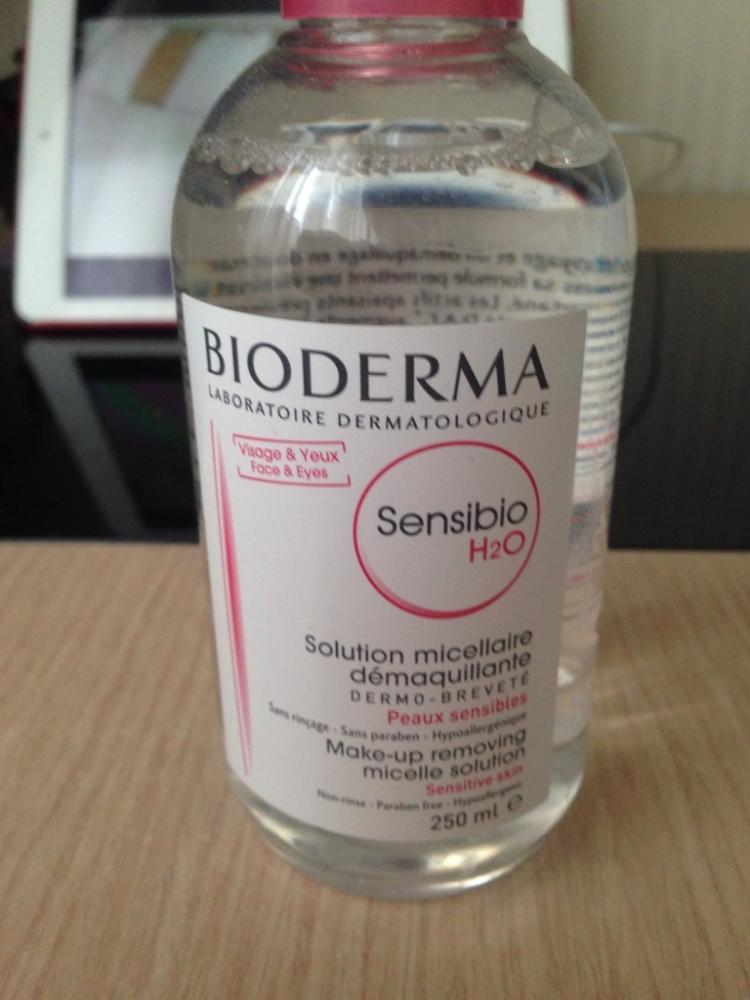 BIODERMA
LABORATOIRE DERMATOLOGIQUE
Visage & Yeux
Face & Eyes
Sensibio
H2O
Solution micellaire
démaquillante
DERMO-BREVETÉ
Peaux sensibles
Sans rinçage - Sans paraben - Hypoallergénique
Make-up removing
micelle solution
Sensitive skin
Non-rinse - Paraben free - Hypoallergenic
250 ml ℮